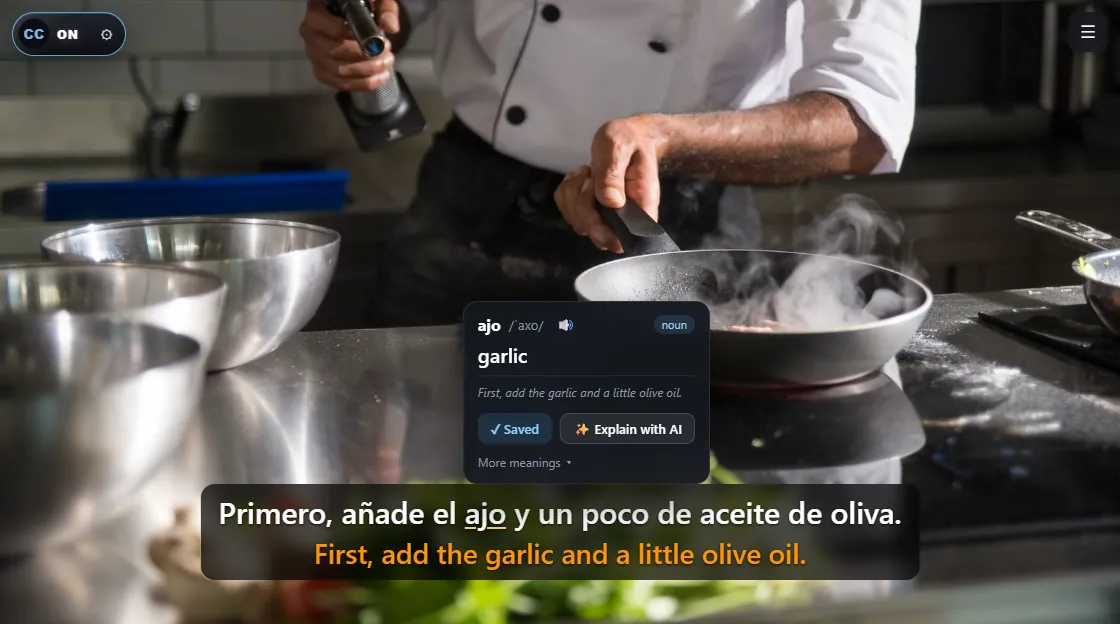 CC ON
ajo /ˈaxo/ noun
garlic
First, add the garlic and a little olive oil.
✓ Saved ✨ Explain with AI
More meanings
Primero, añade el ajo y un poco de aceite de oliva.
First, add the garlic and a little olive oil.